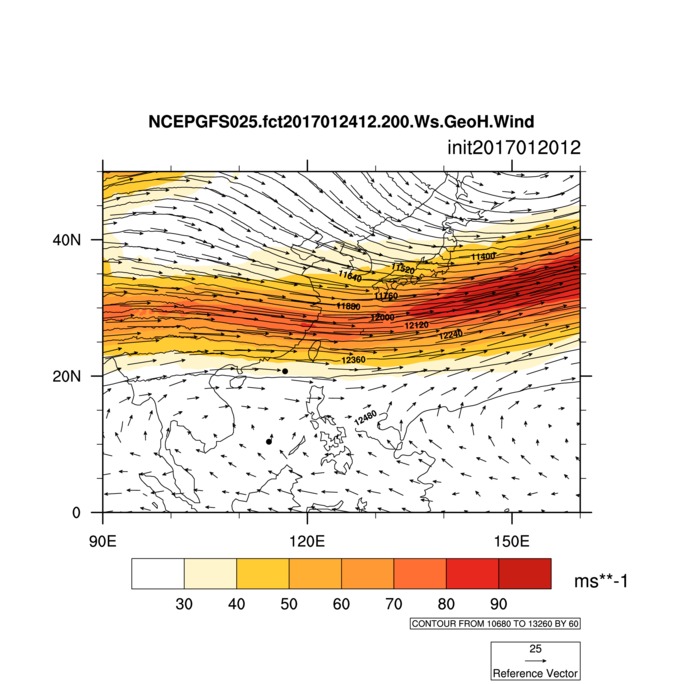 NCEPGFS025.fct2017012412.200.Ws.GeoH.Wind
init2017012012
40N
20N
0
90E 120E 150E
11400
11520
11640
11760
11880
12000
12120
12240
12360
12480
30 40 50 60 70 80 90
ms**-1
CONTOUR FROM 10680 TO 13260 BY 60
25
Reference Vector